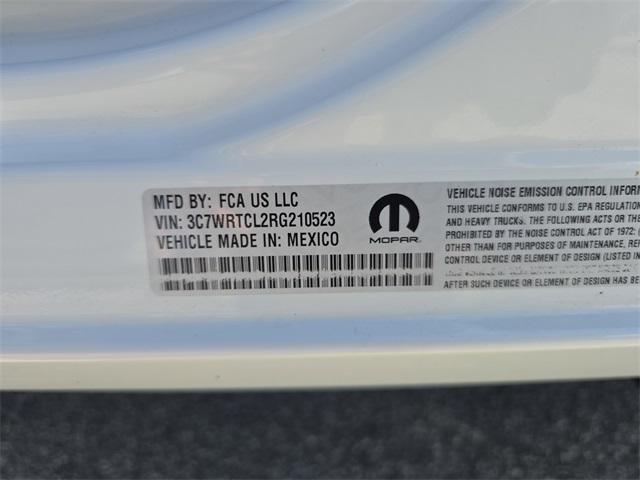 MFD BY: FCA US LLC
VIN: 3C7WRTCL2RG210523
VEHICLE MADE IN: MEXICO
MOPAR
VEHICLE NOISE EMISSION CONTROL INFORM
THIS VEHICLE CONFORMS TO U.S. EPA REGULA
AND HEAVY TRUCKS. THE FOLLOWING ACTS OR THE
PROHIBITED BY THE NOISE CONTROL ACT OF 1972: (
OTHER THAN FOR PURPOSES OF MAINTENANCE, REP
CONTROL DEVICE OR ELEMENT OF DESIGN (LISTED IN
AFTER SUCH DEVICE OR ELEMENT OF DESIGN HAS BE